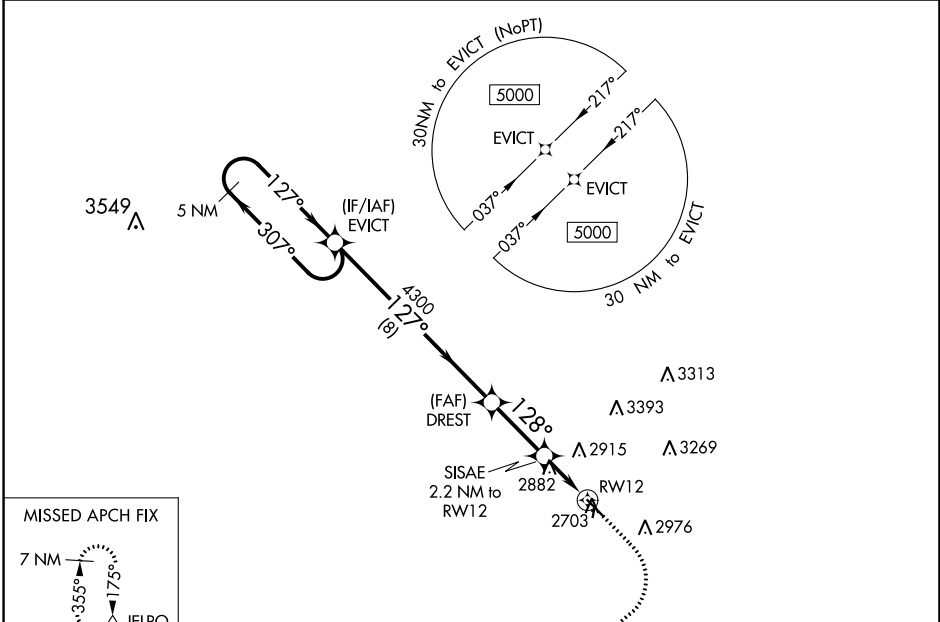 30NM to EVICT (NoPT)
5000
217°
EVICT
037°
217°
EVICT
037°
5000
30 NM to EVICT
3549
5 NM
127°
307°
(IF/IAF)
EVICT
4300
127°
(8)
(FAF)
DREST
128°
3313
3393
2915
3269
SISAE
2.2 NM to
RW12
2882
RW12
2703
2976
MISSED APCH FIX
7 NM
355°
175°